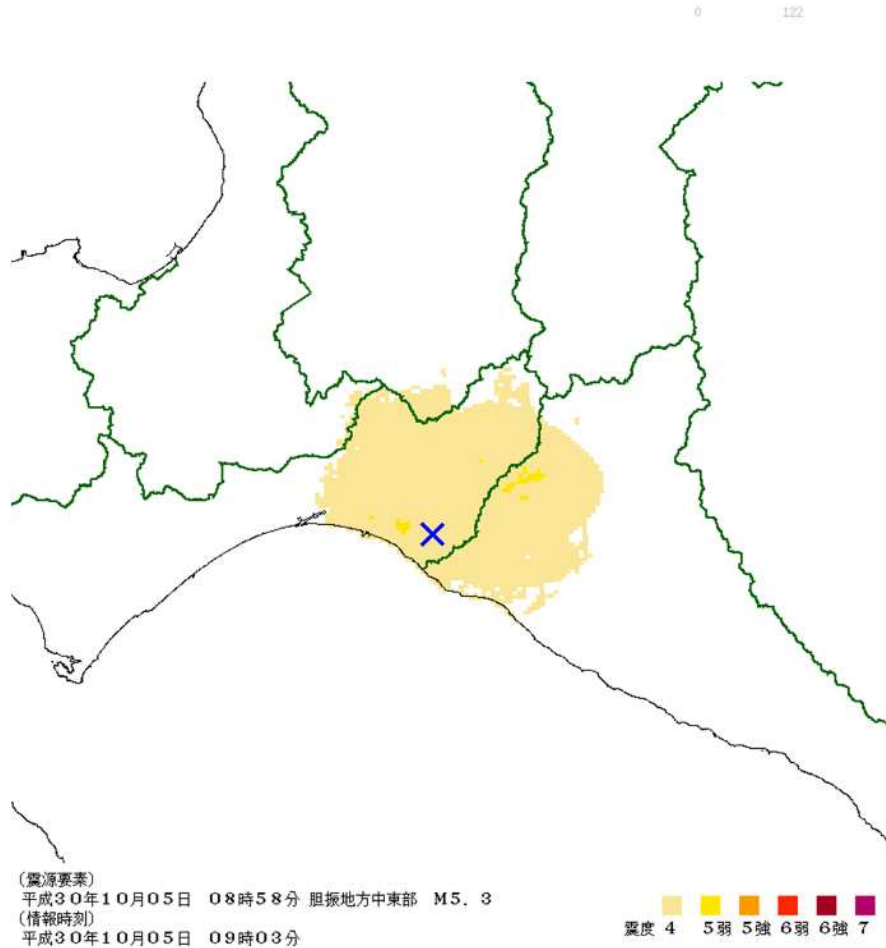 0 122
（震源要素）
平成３０年１０月０５日　０８時５８分 胆振地方中東部　Ｍ５．３
（情報時刻）
平成３０年１０月０５日　０９時０３分
震度 4 5弱 5強 6弱 6強 7